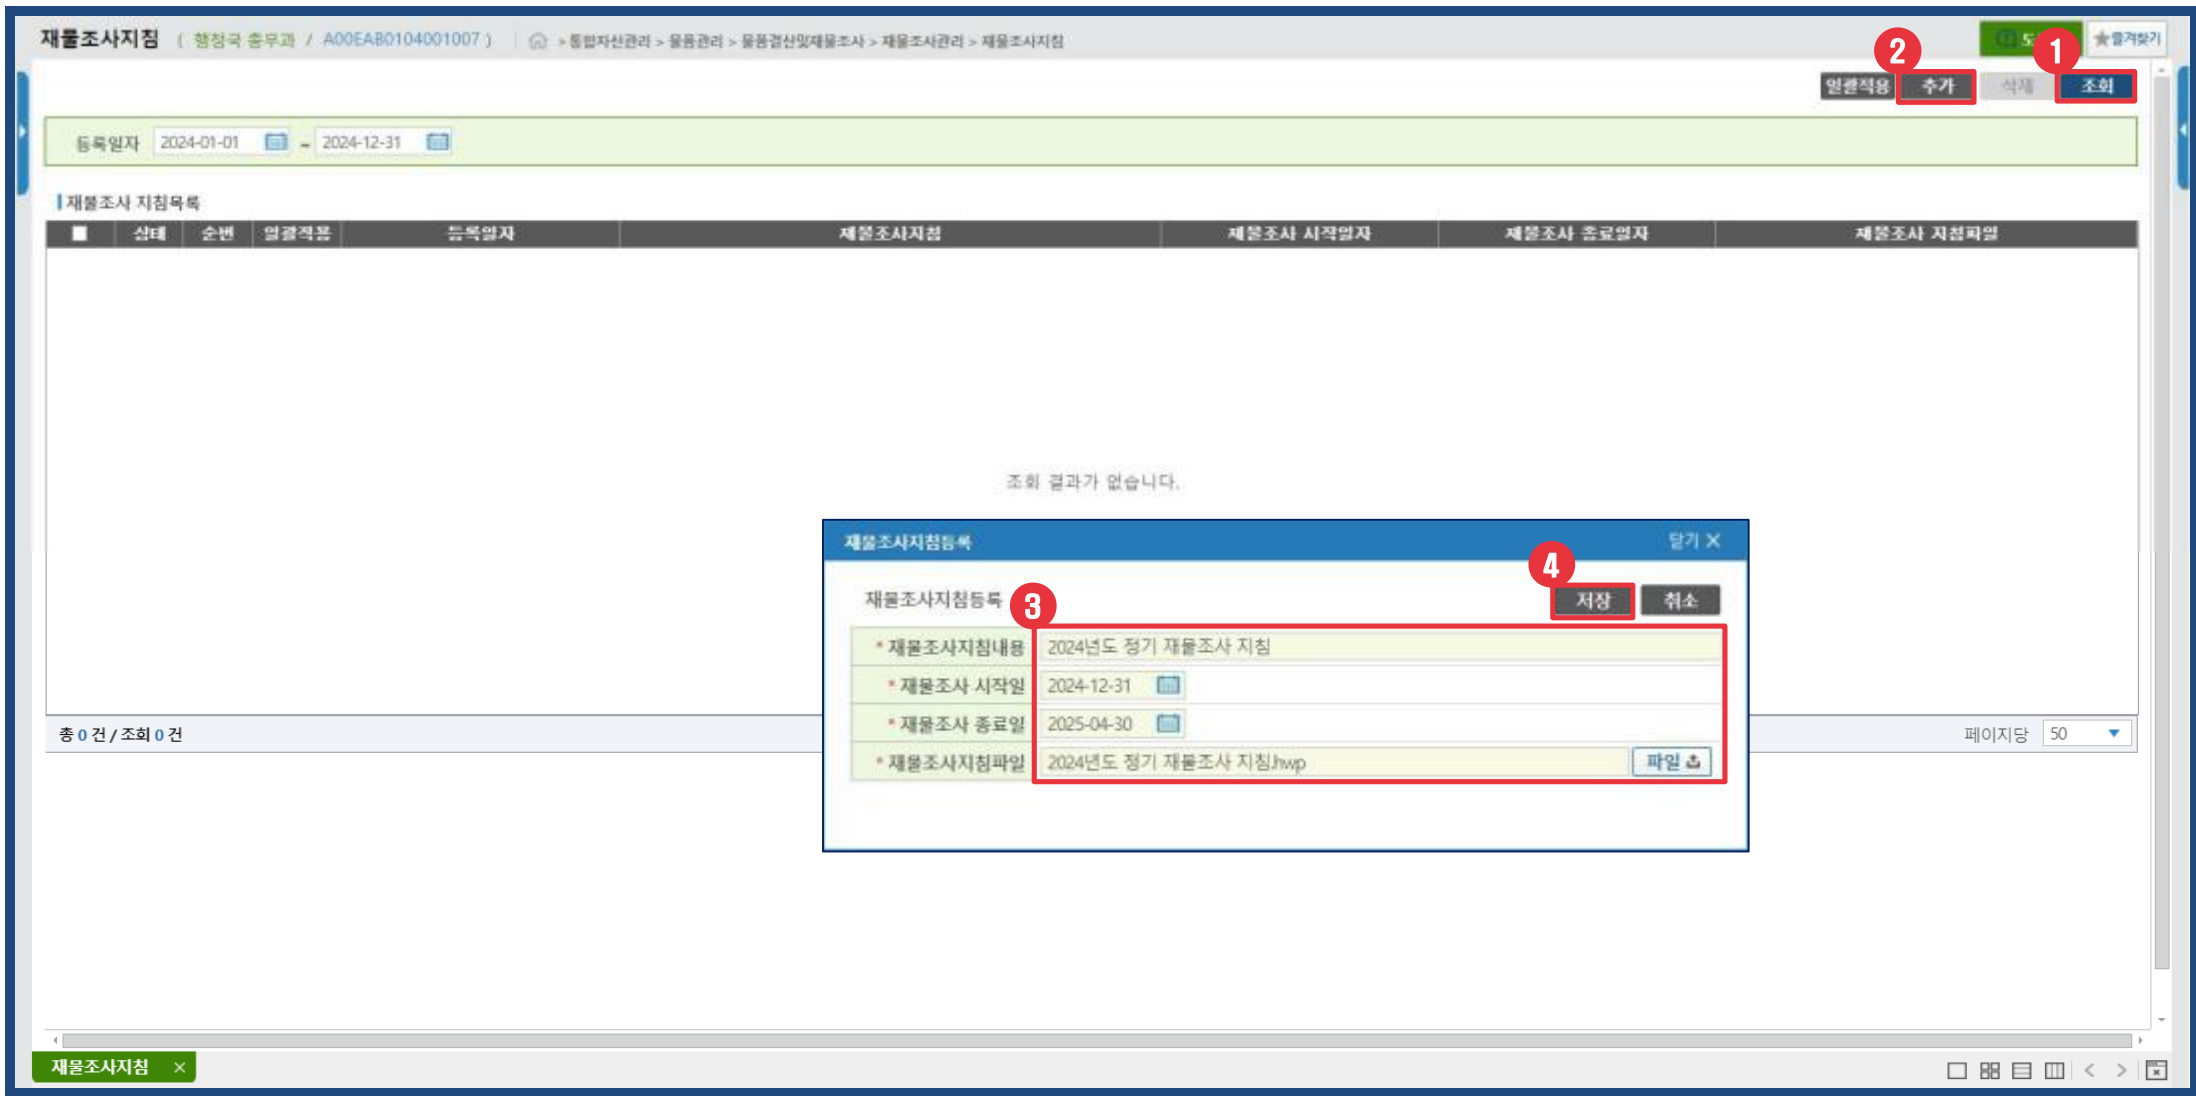 재물조사지침 ( 행정국 총무과 / A00EAB0104001007 ) > 통합자산관리 > 물품관리 > 물품결산및재물조사 > 재물조사관리 > 재물조사지침
★즐겨찾기
2
1
일괄적용 추가 삭제 조회
등록일자 2024-01-01 ~ 2024-12-31
재물조사 지침목록
상태 순번 일괄적용 등록일자 재물조사지침 재물조사 시작일자 재물조사 종료일자 재물조사 지침파일
조회 결과가 없습니다.
재물조사지침등록 닫기 ×
4
재물조사지침등록 3 저장 취소
* 재물조사지침내용 2024년도 정기 재물조사 지침
* 재물조사 시작일 2024-12-31
* 재물조사 종료일 2025-04-30
* 재물조사지침파일 2024년도 정기 재물조사 지침.hwp 파일
총 0 건 / 조회 0 건 페이지당 50
재물조사지침 ×